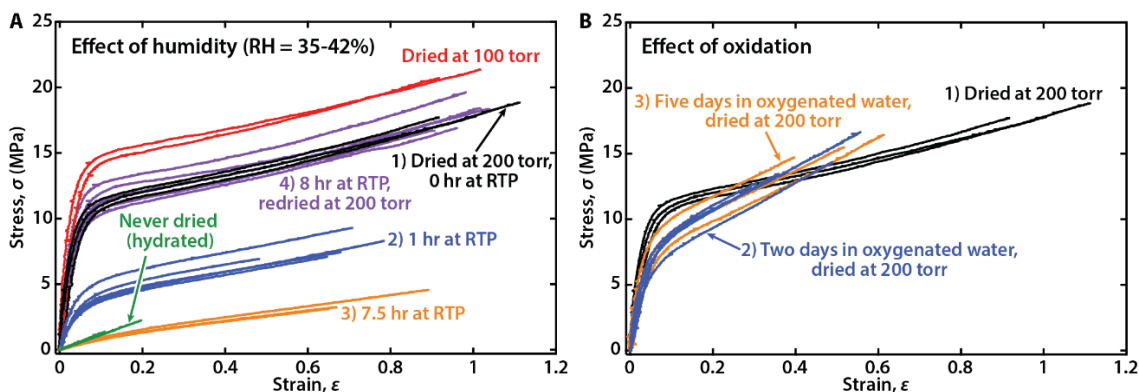 A
Effect of humidity (RH = 35-42%)
Dried at 100 torr
1) Dried at 200 torr,
0 hr at RTP
4) 8 hr at RTP,
redried at 200 torr
Never dried
(hydrated)
2) 1 hr at RTP
3) 7.5 hr at RTP
Stress, σ (MPa)
25
20
15
10
5
0
0
0.2
0.4
0.6
0.8
1
1.2
Strain, ε
B
Effect of oxidation
3) Five days in oxygenated water,
dried at 200 torr
1) Dried at 200 torr
2) Two days in oxygenated water,
dried at 200 torr
Stress, σ (MPa)
25
20
15
10
5
0
0
0.2
0.4
0.6
0.8
1
1.2
Strain, ε